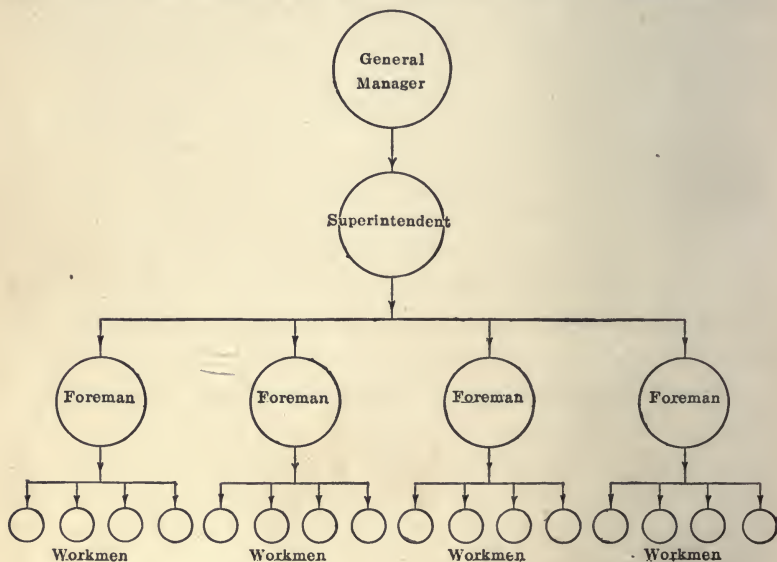 General
Manager
Superintendent
Foreman
Foreman
Foreman
Foreman
Workmen
Workmen
Workmen
Workmen